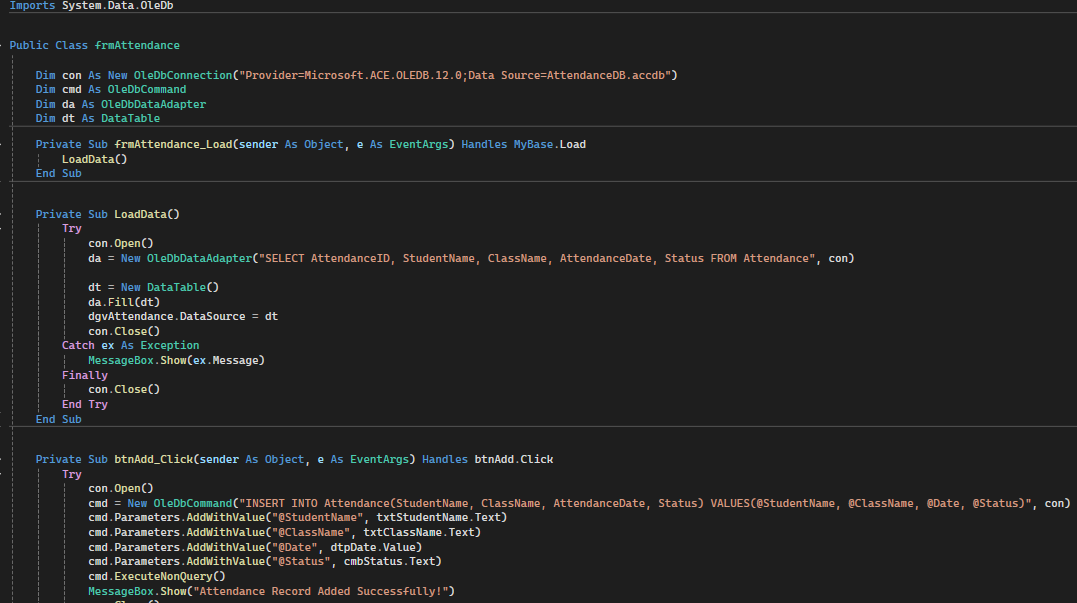 Imports System.Data.OleDb
Public Class frmAttendance
Dim con As New OleDbConnection("Provider=Microsoft.ACE.OLEDB.12.0;Data Source=AttendanceDB.accdb")
Dim cmd As OleDbCommand
Dim da As OleDbDataAdapter
Dim dt As DataTable
Private Sub frmAttendance_Load(sender As Object, e As EventArgs) Handles MyBase.Load
LoadData()
End Sub
Private Sub LoadData()
Try
con.Open()
da = New OleDbDataAdapter("SELECT AttendanceID, StudentName, ClassName, AttendanceDate, Status FROM Attendance", con)
dt = New DataTable()
da.Fill(dt)
dgvAttendance.DataSource = dt
con.Close()
Catch ex As Exception
MessageBox.Show(ex.Message)
Finally
con.Close()
End Try
End Sub
Private Sub btnAdd_Click(sender As Object, e As EventArgs) Handles btnAdd.Click
Try
con.Open()
cmd = New OleDbCommand("INSERT INTO Attendance(StudentName, ClassName, AttendanceDate, Status) VALUES(@StudentName, @ClassName, @Date, @Status)", con)
cmd.Parameters.AddWithValue("@StudentName", txtStudentName.Text)
cmd.Parameters.AddWithValue("@ClassName", txtClassName.Text)
cmd.Parameters.AddWithValue("@Date", dtpDate.Value)
cmd.Parameters.AddWithValue("@Status", cmbStatus.Text)
cmd.ExecuteNonQuery()
MessageBox.Show("Attendance Record Added Successfully!")